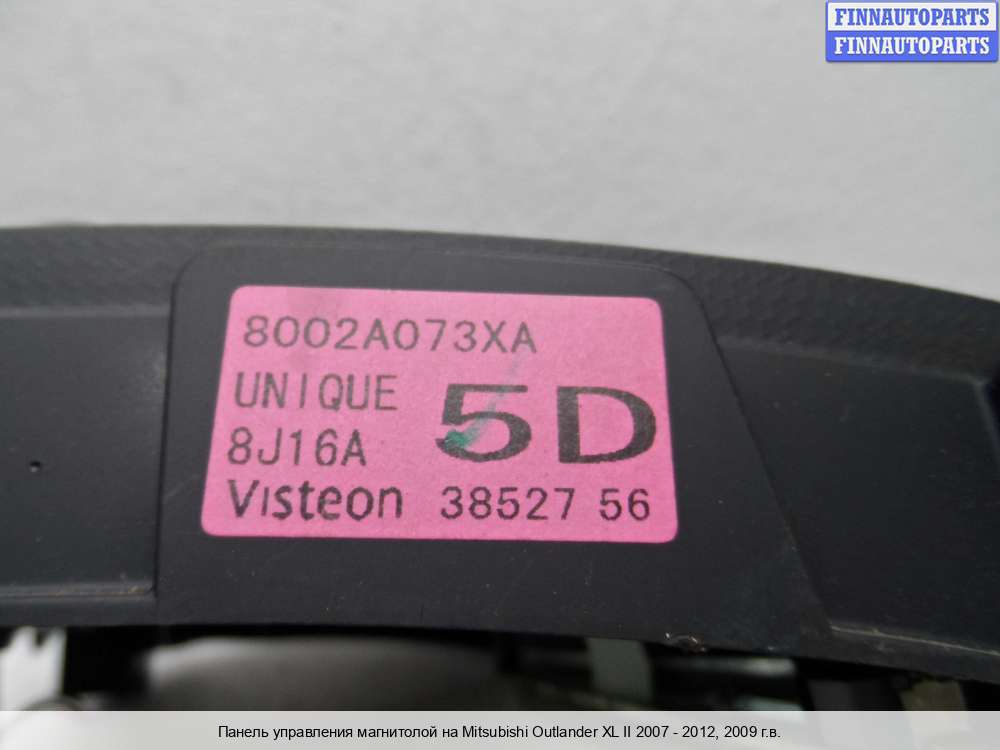 FINNAUTOPARTS
FINNAUTOPARTS
8002A073XA
UNIQUE 5D
8J16A
Visteon 38527 56
Панель управления магнитолой на Mitsubishi Outlander XL II 2007 - 2012, 2009 г.в.